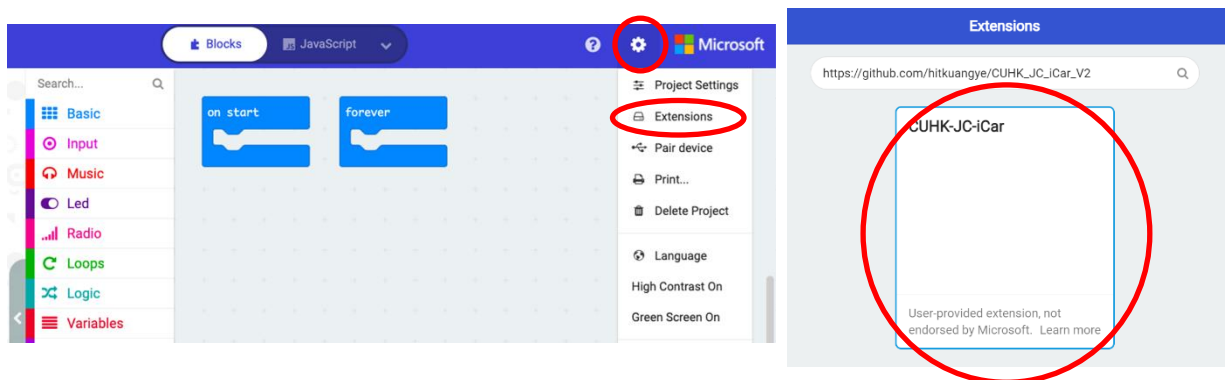 Blocks
JavaScript
Microsoft
Search...
Basic
Input
Music
Led
Radio
Loops
Logic
Variables
on start
forever
Project Settings
Extensions
Pair device
Print...
Delete Project
Language
High Contrast On
Green Screen On
Extensions
https://github.com/hitkuangye/CUHK_JC_iCar_V2
CUHK-JC-iCar
User-provided extension, not
endorsed by Microsoft. Learn more